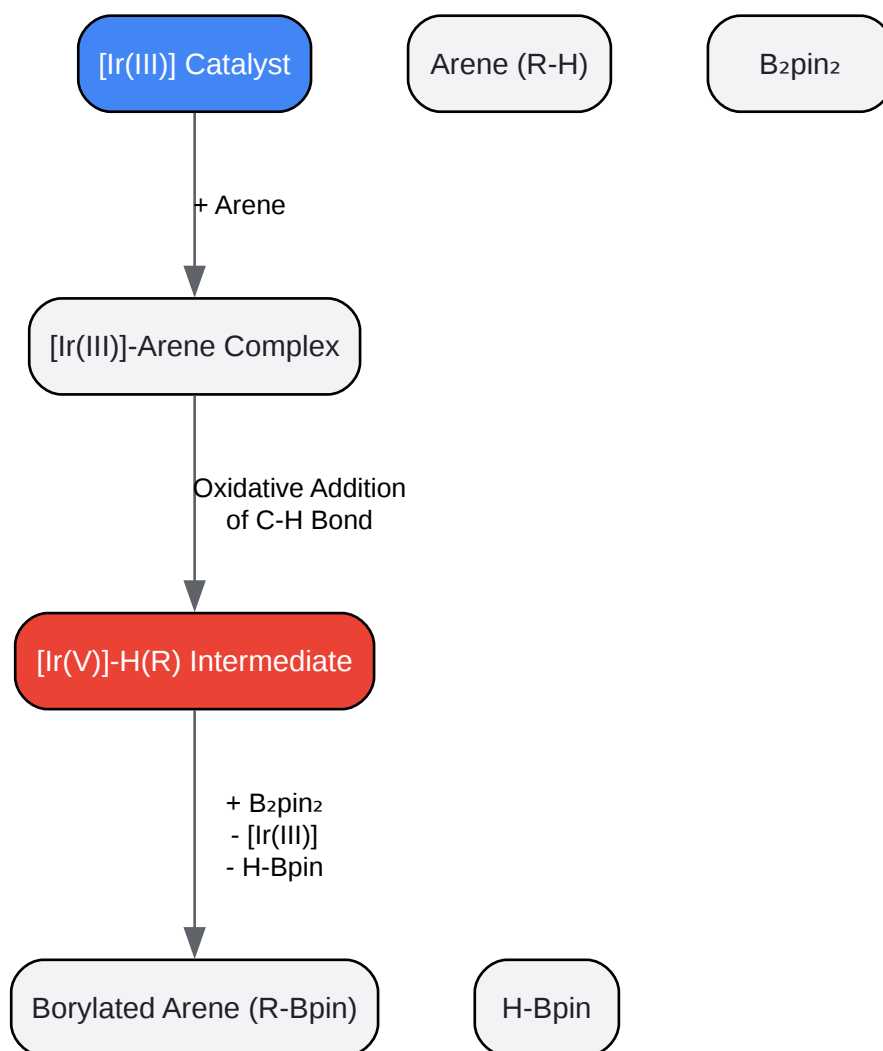 [Ir(III)] Catalyst
Arene (R-H)
B₂pin₂
+ Arene
[Ir(III)]-Arene Complex
Oxidative Addition
of C-H Bond
[Ir(V)]-H(R) Intermediate
+ B₂pin₂
- [Ir(III)]
- H-Bpin
Borylated Arene (R-Bpin)
H-Bpin